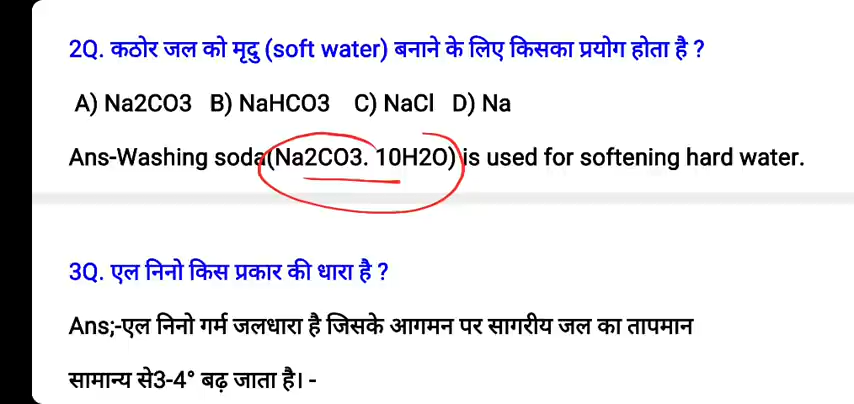 2Q. कठोर जल को मृदु (soft water) बनाने के लिए किसका प्रयोग होता है ?
A) Na2CO3 B) NaHCO3 C) NaCl D) Na
Ans-Washing soda(Na2CO3. 10H2O) is used for softening hard water.
3Q. एल निनो किस प्रकार की धारा है ?
Ans;-एल निनो गर्म जलधारा है जिसके आगमन पर सागरीय जल का तापमान
सामान्य से3-4° बढ़ जाता है। -